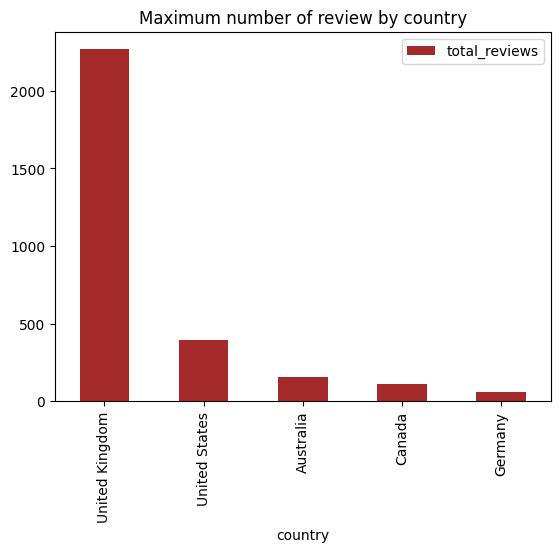 Maximum number of review by country
total_reviews
2000
1500
1000
500
0
United Kingdom
United States
Australia
Canada
Germany
country